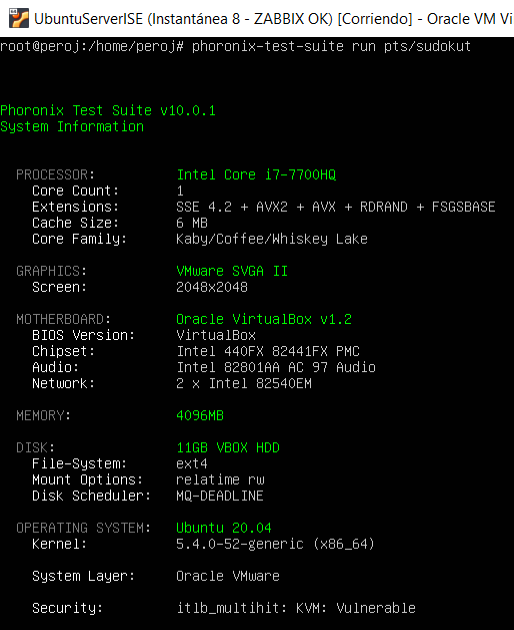 UbuntuServerISE (Instantánea 8 - ZABBIX OK) [Corriendo] - Oracle VM Vi
root@peroj:/home/peroj# phoronix-test-suite run pts/sudokut
Phoronix Test Suite v10.0.1
System Information
PROCESSOR: Intel Core i7-7700HQ
Core Count: 1
Extensions: SSE 4.2 + AVX2 + AVX + RDRAND + FSGSBASE
Cache Size: 6 MB
Core Family: Kaby/Coffee/Whiskey Lake
GRAPHICS: VMware SVGA II
Screen: 2048x2048
MOTHERBOARD: Oracle VirtualBox v1.2
BIOS Version: VirtualBox
Chipset: Intel 440FX 82441FX PMC
Audio: Intel 82801AA AC 97 Audio
Network: 2 x Intel 82540EM
MEMORY: 4096MB
DISK: 11GB VBOX HDD
File-System: ext4
Mount Options: relatime rw
Disk Scheduler: MQ-DEADLINE
OPERATING SYSTEM: Ubuntu 20.04
Kernel: 5.4.0-52-generic (x86_64)
System Layer: Oracle VMware
Security: itlb_multihit: KVM: Vulnerable